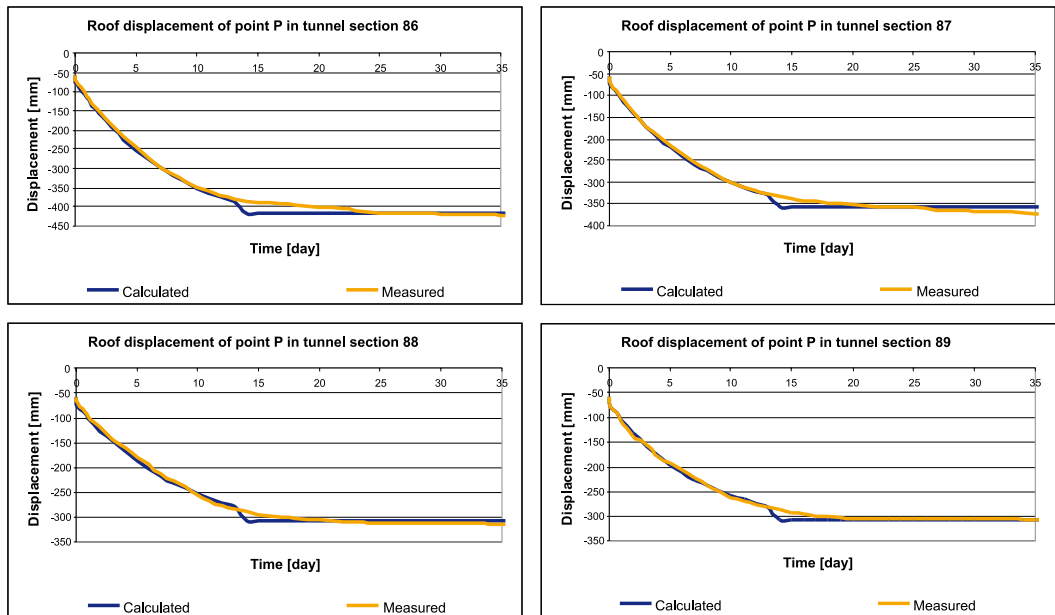 Roof displacement of point P in tunnel section 86
Displacement [mm]
0
-50
-100
-150
-200
-250
-300
-350
-400
-450
0 5 10 15 20 25 30 35
Time [day]
Calculated Measured
Roof displacement of point P in tunnel section 87
Displacement [mm]
0
-50
-100
-150
-200
-250
-300
-350
-400
0 5 10 15 20 25 30 35
Time [day]
Calculated Measured
Roof displacement of point P in tunnel section 88
Displacement [mm]
0
-50
-100
-150
-200
-250
-300
-350
0 5 10 15 20 25 30 35
Time [day]
Calculated Measured
Roof displacement of point P in tunnel section 89
Displacement [mm]
0
-50
-100
-150
-200
-250
-300
-350
0 5 10 15 20 25 30 35
Time [day]
Calculated Measured